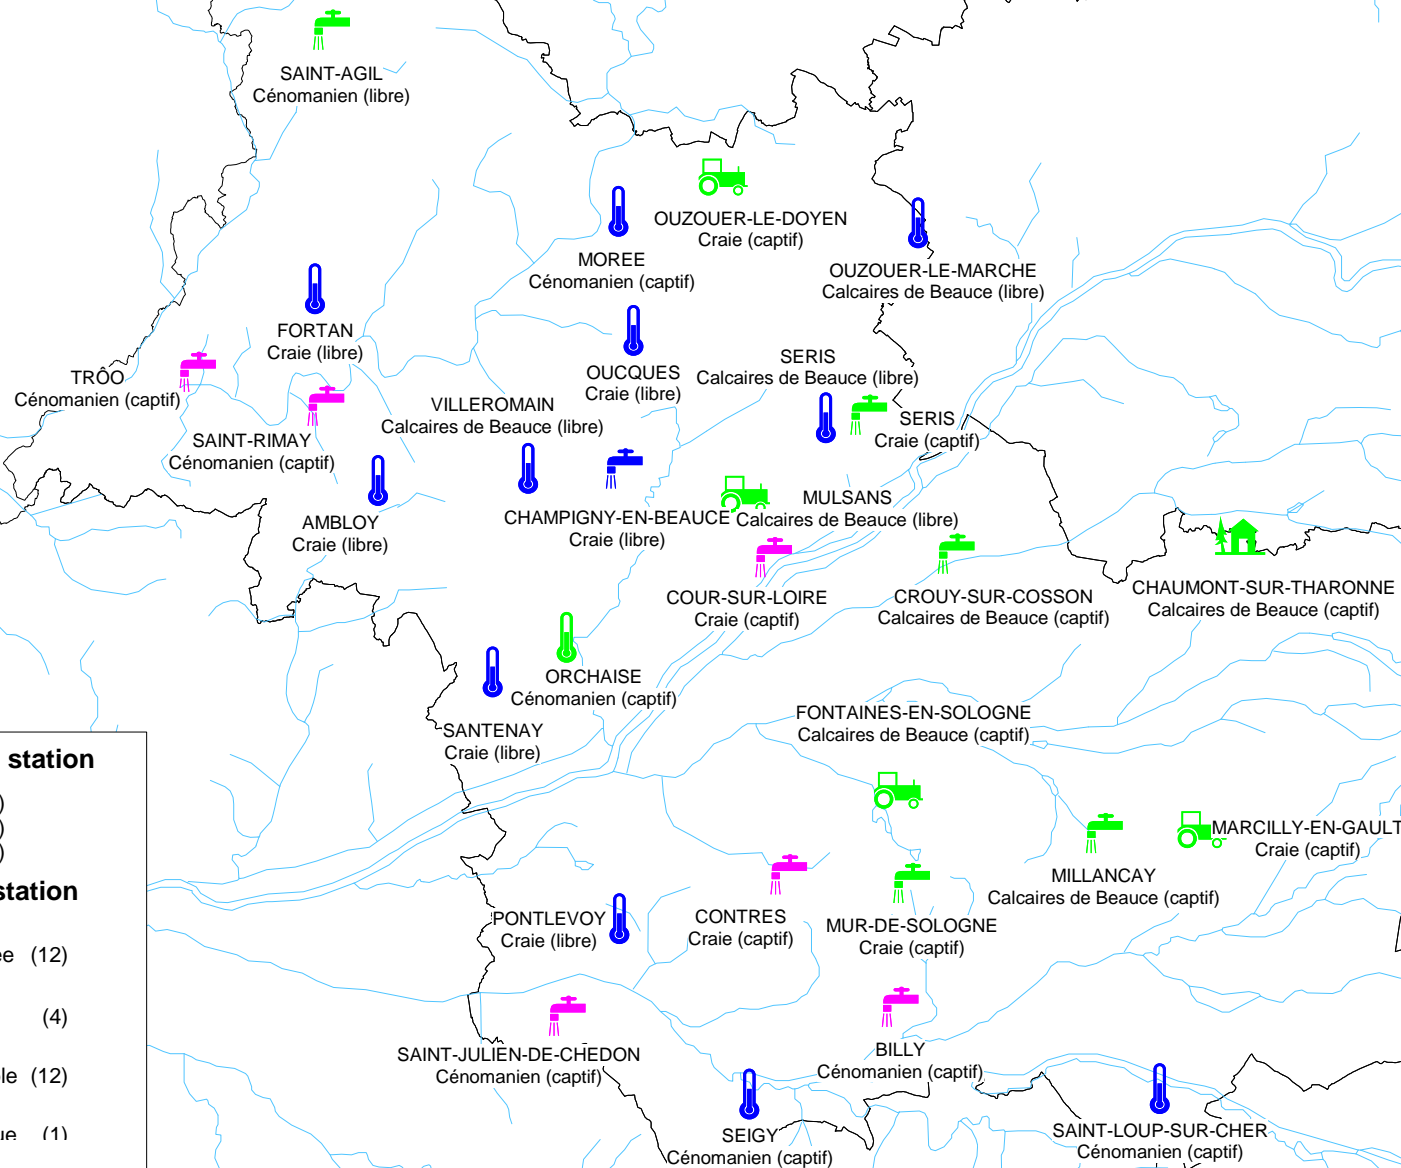 SAINT-AGIL
Cénomanien (libre)
OUZOUER-LE-DOYEN
Craie (captif)
MOREE
Cénomanien (captif)
OUZOUER-LE-MARCHE
Calcaires de Beauce (libre)
FORTAN
Craie (libre)
TRÔO
Cénomanien (captif)
OUCQUES
Craie (libre)
SERIS
Calcaires de Beauce (libre)
SERIS
Craie (captif)
VILLEROMAIN
Calcaires de Beauce (libre)
SAINT-RIMAY
Cénomanien (captif)
AMBLOY
Craie (libre)
CHAMPIGNY-EN-BEAUCE
Craie (libre)
MULSANS
Calcaires de Beauce (libre)
COUR-SUR-LOIRE
Craie (captif)
CROUY-SUR-COSSON
Calcaires de Beauce (captif)
CHAUMONT-SUR-THARONNE
Calcaires de Beauce (captif)
ORCHAISE
Cénomanien (captif)
SANTENAY
Craie (libre)
FONTAINES-EN-SOLOGNE
Calcaires de Beauce (captif)
MARCILLY-EN-GAULT
Craie (captif)
MILLANCAY
Calcaires de Beauce (captif)
PONTLEVOY
Craie (libre)
CONTRES
Craie (captif)
MUR-DE-SOLOGNE
Craie (captif)
SAINT-JULIEN-DE-CHEDON
Cénomanien (captif)
BILLY
Cénomanien (captif)
SEIGY
Cénomanien (captif)
SAINT-LOUP-SUR-CHER
Cénomanien (captif)
station
)
)
)
station
ée (12)
(4)
ole (12)
ue (1)